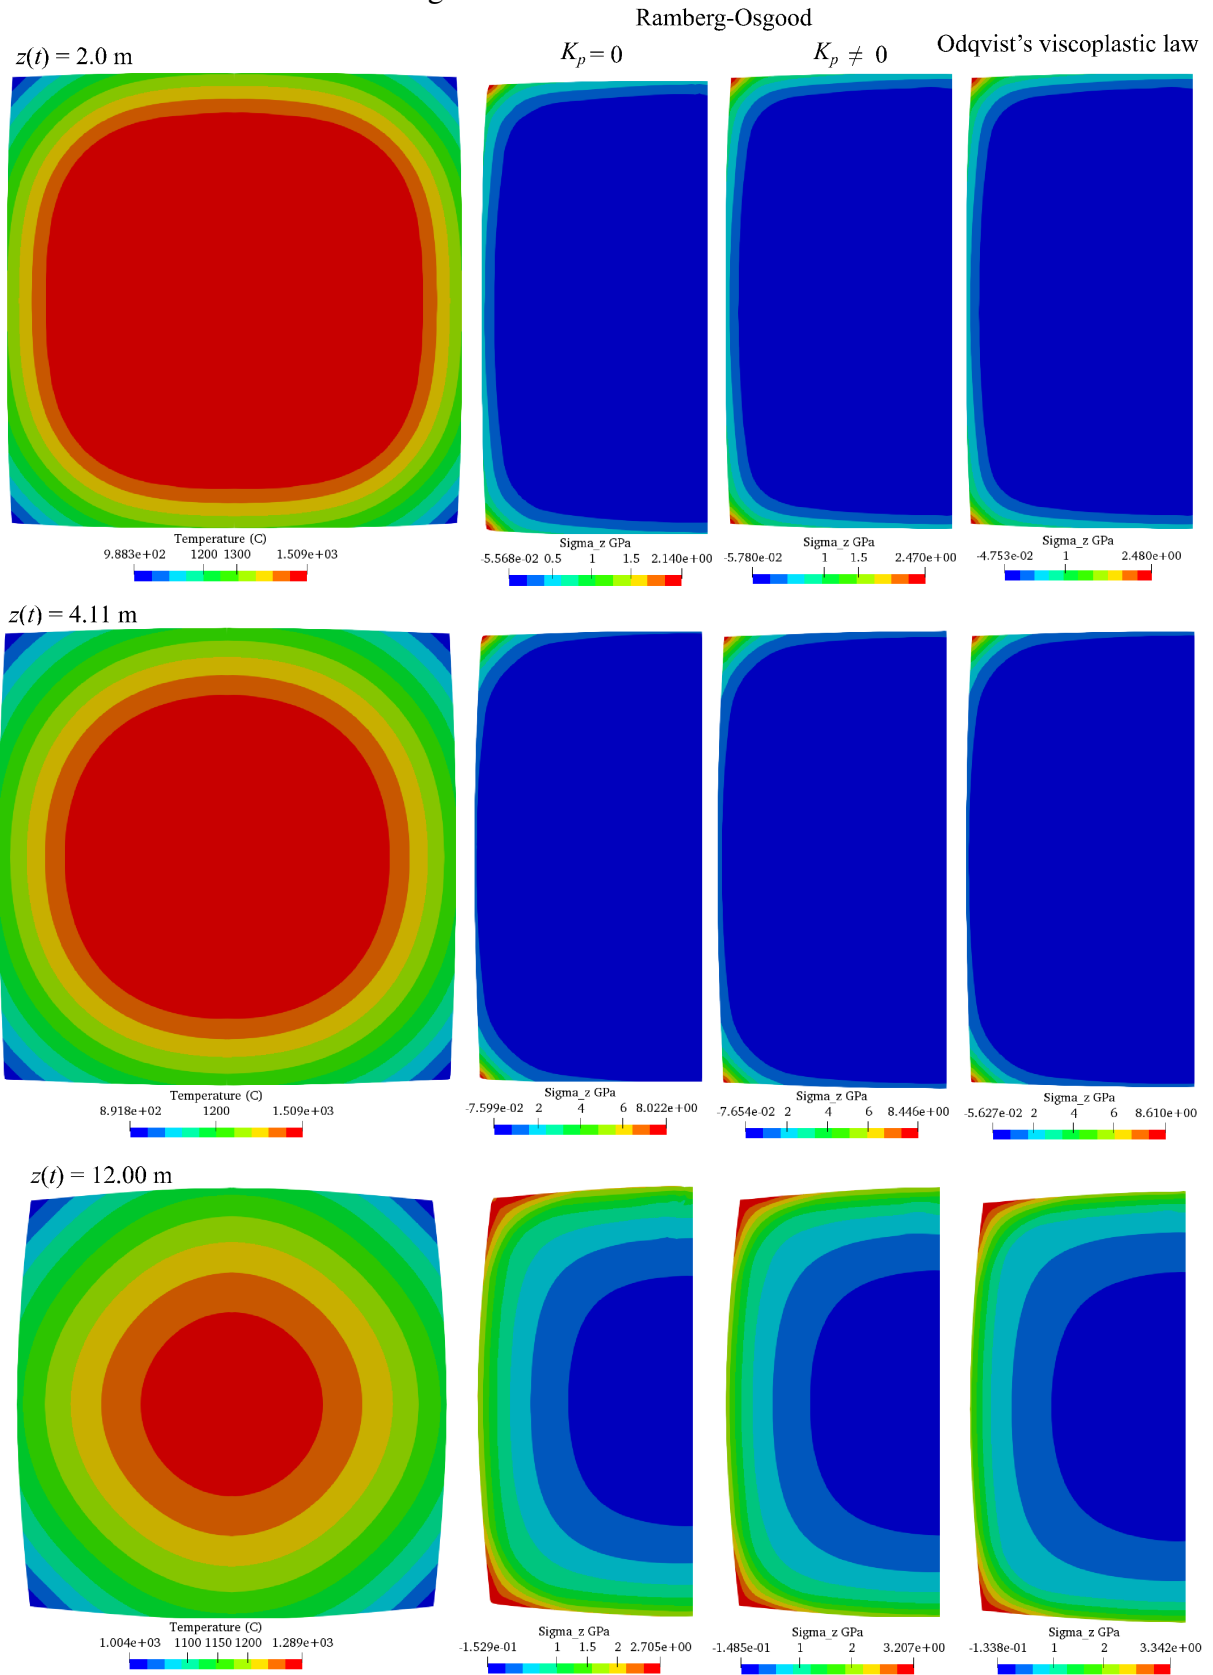 Ramberg-Osgood
z(t) = 2.0 m
Kp = 0
Kp ≠ 0
Odqvist's viscoplastic law
Temperature (C)
9.883e+02 1200 1300 1.509e+03
Sigma_z GPa
-5.568e-02 0.5 1 1.5 2.140e+00
Sigma_z GPa
-5.780e-02 1 1.5 2.470e+00
Sigma_z GPa
-4.753e-02 1 2.480e+00
z(t) = 4.11 m
Temperature (C)
8.918e+02 1200 1.509e+03
Sigma_z GPa
-7.599e-02 2 4 6 8.022e+00
Sigma_z GPa
-7.654e-02 2 4 6 8.446e+00
Sigma_z GPa
-5.627e-02 2 4 6 8.610e+00
z(t) = 12.00 m
Temperature (C)
1.004e+03 1100 1150 1200 1.289e+03
Sigma_z GPa
-1.529e-01 1 1.5 2 2.705e+00
Sigma_z GPa
-1.485e-01 1 2 3.207e+00
Sigma_z GPa
-1.338e-01 1 2 3.342e+00